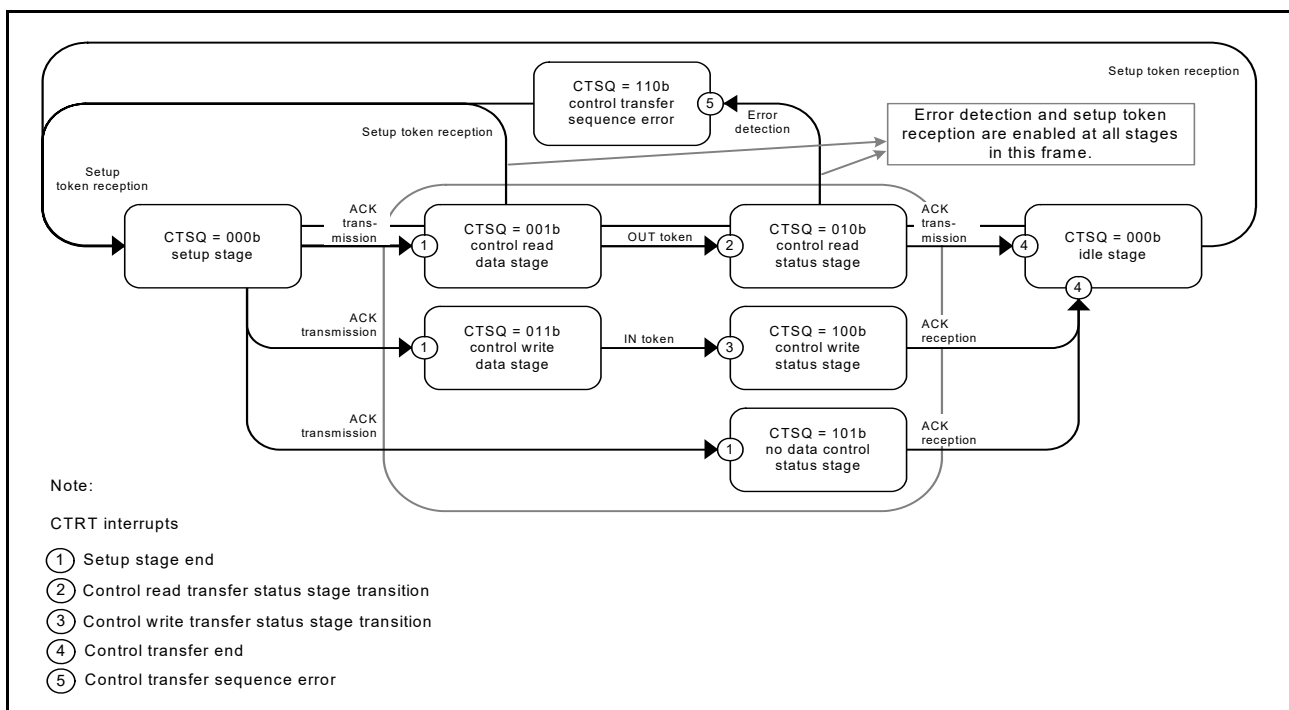 Setup token reception
CTSQ = 110b
control transfer
sequence error
5
Error
detection
Setup token reception
Error detection and setup token
reception are enabled at all stages
in this frame.
Setup
token reception
CTSQ = 000b
setup stage
ACK
trans-
mission
1
CTSQ = 001b
control read
data stage
OUT token
2
CTSQ = 010b
control read
status stage
ACK
trans-
mission
4
CTSQ = 000b
idle stage
4
ACK
transmission
1
CTSQ = 011b
control write
data stage
IN token
3
CTSQ = 100b
control write
status stage
ACK
reception
ACK
transmission
1
CTSQ = 101b
no data control
status stage
ACK
reception
Note:
CTRT interrupts
1 Setup stage end
2 Control read transfer status stage transition
3 Control write transfer status stage transition
4 Control transfer end
5 Control transfer sequence error